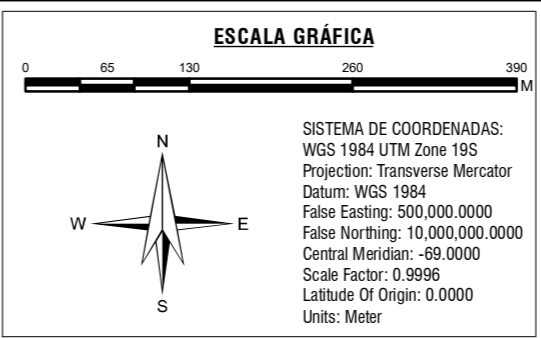 ESCALA GRÁFICA
0 65 130 260 390
M
N
W E
S
SISTEMA DE COORDENADAS:
WGS 1984 UTM Zone 19S
Projection: Transverse Mercator
Datum: WGS 1984
False Easting: 500,000.0000
False Northing: 10,000,000.0000
Central Meridian: -69.0000
Scale Factor: 0.9996
Latitude Of Origin: 0.0000
Units: Meter